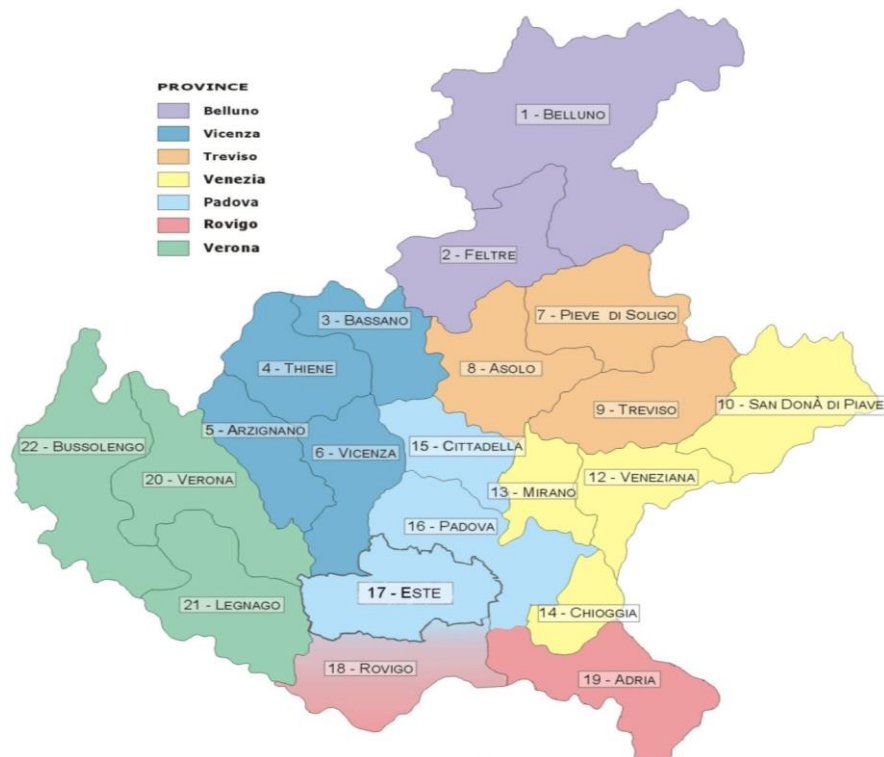 PROVINCE
Belluno
Vicenza
Treviso
Venezia
Padova
Rovigo
Verona
1 - BELLUNO
2 - FELTRE
3 - BASSANO
7 - PIEVE DI SOLIGO
4 - THIENE
8 - ASOLO
9 - TREVISO
10 - SAN DONÀ DI PIAVE
5 - ARZIGNANO
22 - BUSSOLENGO
6 - VICENZA
15 - CITTADELLA
20 - VERONA
12 - VENEZIANA
13 - MIRANO
16 - PADOVA
17 - ESTE
21 - LEGNAGO
14 - CHIOGGIA
18 - ROVIGO
19 - ADRIA